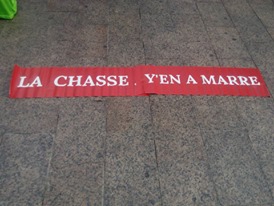 LA CHASSE . Y'EN A MARRE